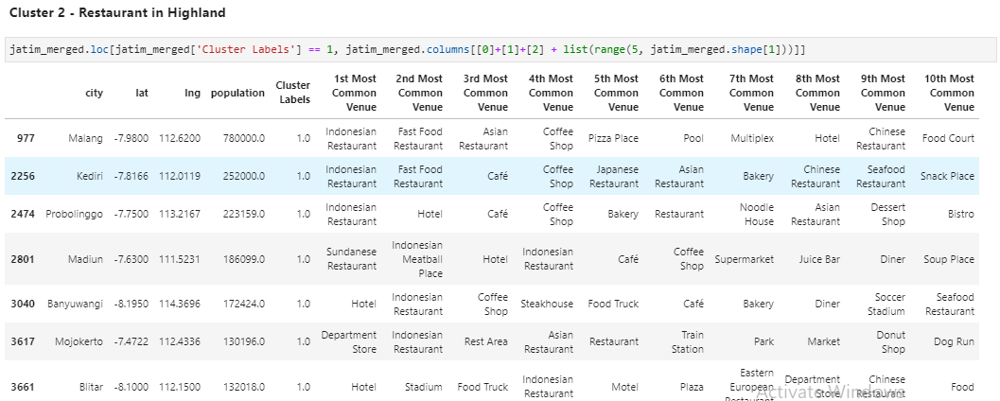 Cluster 2 - Restaurant in Highland
jatim_merged.loc[jatim_merged['Cluster Labels'] == 1, jatim_merged.columns[[0]+[1]+[2] + list(range(5, jatim_merged.shape[1]))]]
city lat lng population Cluster Labels 1st Most Common Venue 2nd Most Common Venue 3rd Most Common Venue 4th Most Common Venue 5th Most Common Venue 6th Most Common Venue 7th Most Common Venue 8th Most Common Venue 9th Most Common Venue 10th Most Common Venue
977 Malang -7.9800 112.6200 780000.0 1.0 Indonesian Restaurant Fast Food Restaurant Asian Restaurant Coffee Shop Pizza Place Pool Multiplex Hotel Chinese Restaurant Food Court
2256 Kediri -7.8166 112.0119 252000.0 1.0 Indonesian Restaurant Fast Food Restaurant Café Coffee Shop Japanese Restaurant Asian Restaurant Bakery Chinese Restaurant Seafood Restaurant Snack Place
2474 Probolinggo -7.7500 113.2167 223159.0 1.0 Indonesian Restaurant Hotel Café Coffee Shop Bakery Restaurant Noodle House Asian Restaurant Dessert Shop Bistro
2801 Madiun -7.6300 111.5231 186099.0 1.0 Sundanese Restaurant Indonesian Meatball Place Hotel Indonesian Restaurant Café Coffee Shop Supermarket Juice Bar Diner Soup Place
3040 Banyuwangi -8.1950 114.3696 172424.0 1.0 Hotel Indonesian Restaurant Coffee Shop Steakhouse Food Truck Café Bakery Diner Soccer Stadium Seafood Restaurant
3617 Mojokerto -7.4722 112.4336 130196.0 1.0 Department Store Indonesian Restaurant Rest Area Asian Restaurant Restaurant Train Station Park Market Donut Shop Dog Run
3661 Blitar -8.1000 112.1500 132018.0 1.0 Hotel Stadium Food Truck Indonesian Restaurant Motel Plaza Eastern European Restaurant Department Store Chinese Restaurant Food
Activate Windows